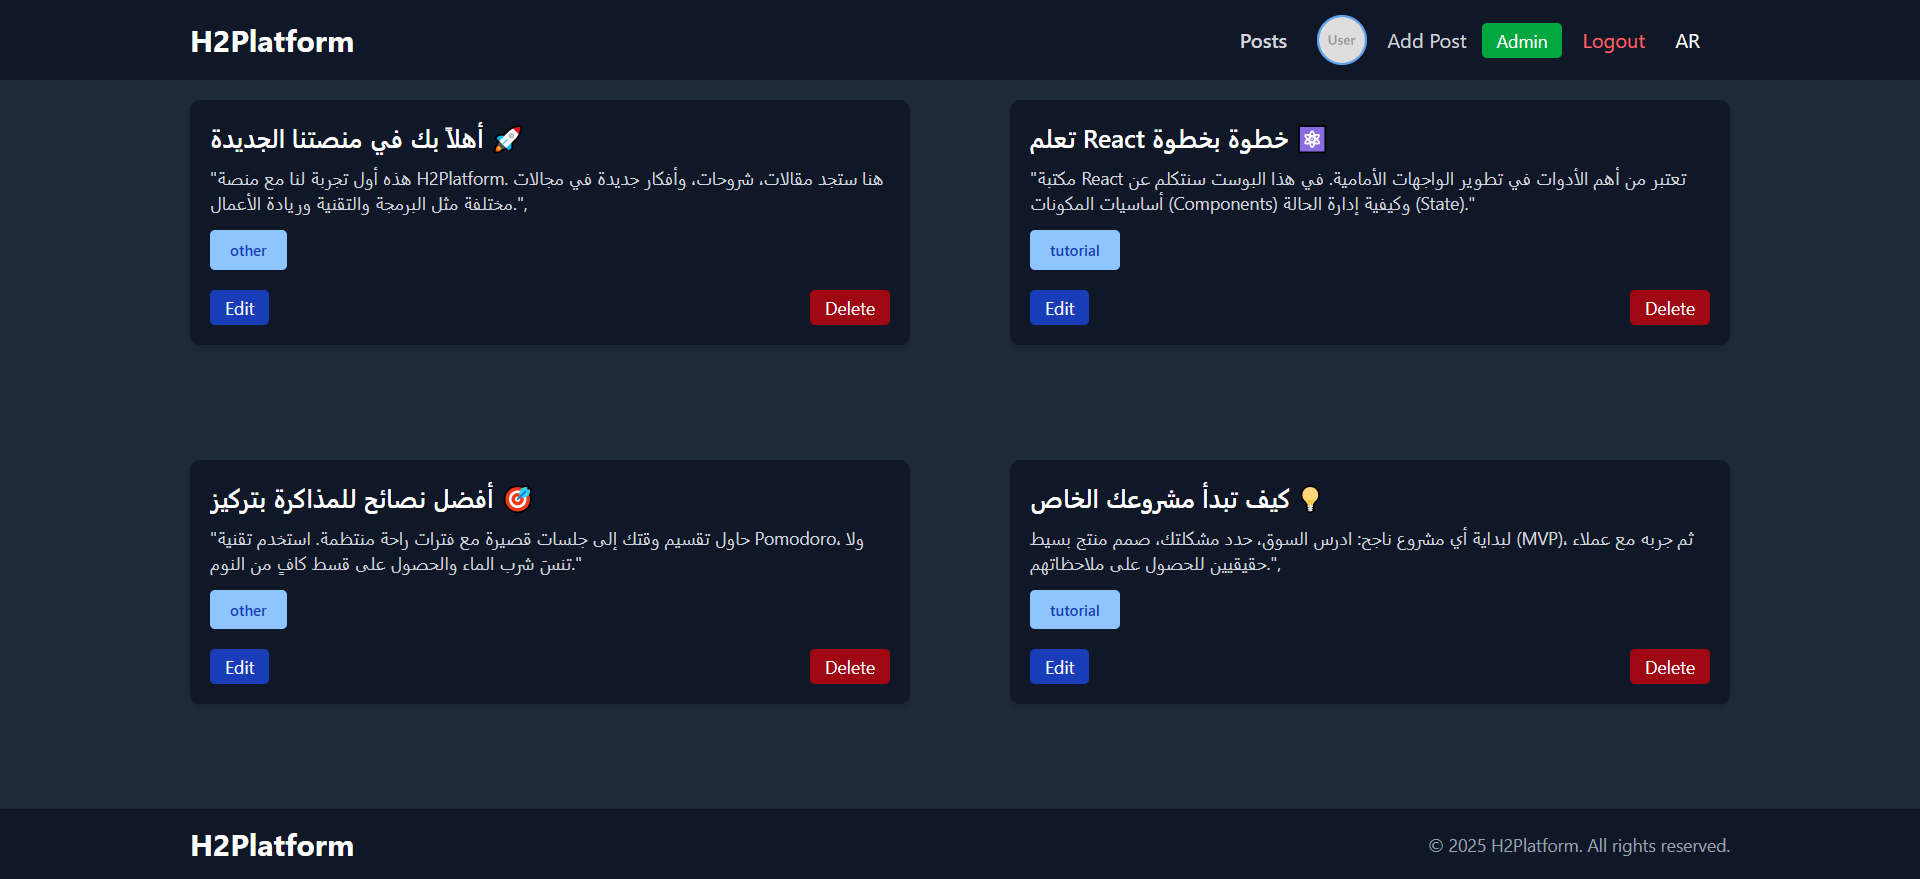 H2Platform
Posts
User
Add Post
Admin
Logout
AR
أهلاً بك في منصتنا الجديدة 🚀
"هذه أول تجربة لنا مع منصة H2Platform. هنا ستجد مقالات، شروحات، وأفكار جديدة في مجالات
مختلفة مثل البرمجة والتقنية وريادة الأعمال.",
other
Edit
Delete
تعلم React خطوة بخطوة ⚛️
"مكتبة React تعتبر من أهم الأدوات في تطوير الواجهات الأمامية. في هذا البوست سنتكلم عن
أساسيات المكونات (Components) وكيفية إدارة الحالة (State)."
tutorial
Edit
Delete
أفضل نصائح للمذاكرة بتركيز 🎯
"حاول تقسيم وقتك إلى جلسات قصيرة مع فترات راحة منتظمة. استخدم تقنية Pomodoro، ولا
تنسَ شرب الماء والحصول على قسط كافٍ من النوم."
other
Edit
Delete
كيف تبدأ مشروعك الخاص 💡
"لبداية أي مشروع ناجح: ادرس السوق، حدد مشكلتك، صمم منتج بسيط (MVP)، ثم جربه مع عملاء
حقيقيين للحصول على ملاحظاتهم.",
tutorial
Edit
Delete
H2Platform
© 2025 H2Platform. All rights reserved.